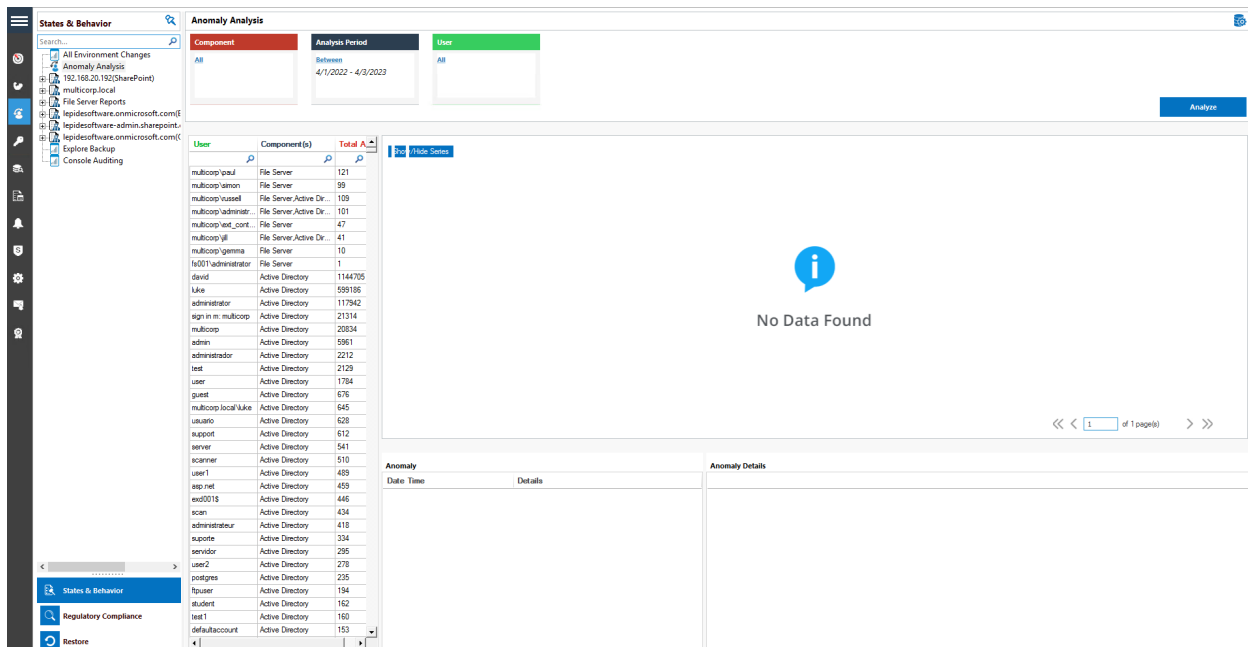 States & Behavior
Search...
All Environment Changes
Anomaly Analysis
192.168.20.192(SharePoint)
multicorp.local
File Server Reports
lepidesoftware.onmicrosoft.com(E
lepidesoftware-admin.sharepoint.
lepidesoftware.onmicrosoft.com(
Explore Backup
Console Auditing
States & Behavior
Regulatory Compliance
Restore
Anomaly Analysis
Component
All
Analysis Period
Between
4/1/2022 - 4/3/2023
User
All
Analyze
User Component(s) Total A
multicorp\paul File Server 121
multicorp\simon File Server 99
multicorp\russell File Server,Active Dir... 109
multicorp\administr... File Server,Active Dir... 101
multicorp\ext_cont... File Server 47
multicorp\jill File Server,Active Dir... 41
multicorp\gemma File Server 10
fs001\administrator File Server 1
david Active Directory 1144705
luke Active Directory 599186
administrator Active Directory 117942
sign in m: multicorp Active Directory 21314
multicorp Active Directory 20834
admin Active Directory 5961
administrador Active Directory 2212
test Active Directory 2129
user Active Directory 1784
guest Active Directory 676
multicorp.local\luke Active Directory 645
usuario Active Directory 628
support Active Directory 612
server Active Directory 541
scanner Active Directory 510
user1 Active Directory 489
asp.net Active Directory 459
exd001$ Active Directory 446
scan Active Directory 434
administrateur Active Directory 418
suporte Active Directory 334
servidor Active Directory 295
user2 Active Directory 278
postgres Active Directory 235
ftpuser Active Directory 194
student Active Directory 162
test1 Active Directory 160
defaultaccount Active Directory 153
Show/Hide Series
No Data Found
1 of 1 page(s)
Anomaly
Date Time Details
Anomaly Details